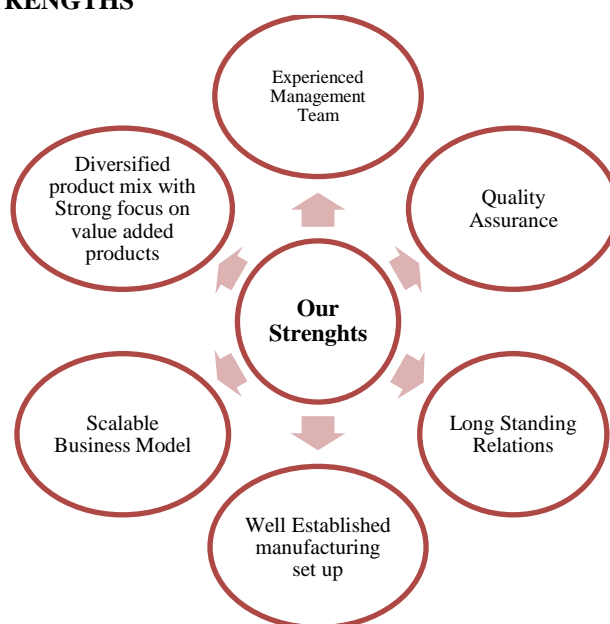 RENGTHS
Experienced
Management
Team
Diversified
product mix with
Strong focus on
value added
products
Quality
Assurance
Our
Strenghts
Scalable
Business Model
Long Standing
Relations
Well Established
manufacturing
set up